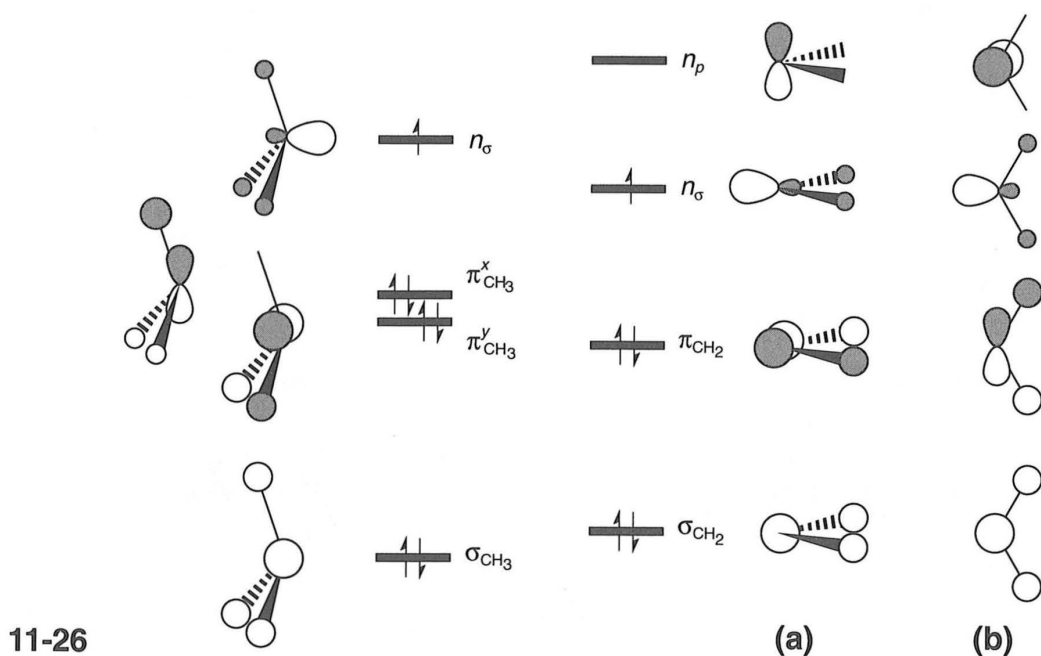 n_p
n_σ
n_σ
π^x_CH₃
π^y_CH₃
π_CH₂
σ_CH₃
σ_CH₂
11-26
(a)
(b)